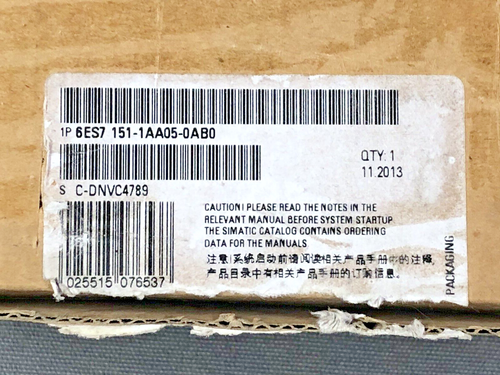 1P 6ES7 151-1AA05-0AB0
QTY: 1
11.2013
S C-DNVC4789
CAUTION! PLEASE READ THE NOTES IN THE
RELEVANT MANUAL BEFORE SYSTEM STARTUP
THE SIMATIC CATALOG CONTAINS ORDERING
DATA FOR THE MANUALS
注意!系统启动前请阅读相关产品手册中的注释,
产品目录中有相关产品手册的订购信息.
025515 076537
PACKAGING